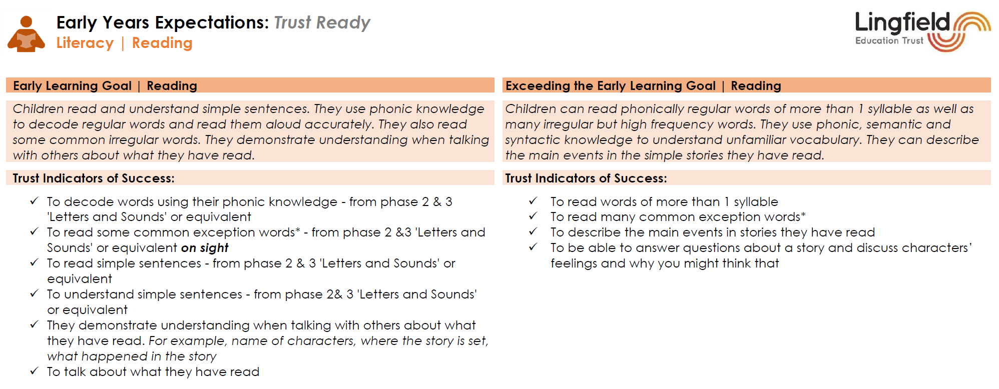 Early Years Expectations: Trust Ready
Literacy | Reading
Lingfield
Education Trust
Early Learning Goal | Reading
Children read and understand simple sentences. They use phonic knowledge
to decode regular words and read them aloud accurately. They also read
some common irregular words. They demonstrate understanding when talking
with others about what they have read.
Trust Indicators of Success:
✓ To decode words using their phonic knowledge - from phase 2 & 3
'Letters and Sounds' or equivalent
✓ To read some common exception words* - from phase 2 &3 'Letters and
Sounds' or equivalent on sight
✓ To read simple sentences - from phase 2 & 3 'Letters and Sounds' or
equivalent
✓ To understand simple sentences - from phase 2& 3 'Letters and Sounds'
or equivalent
✓ They demonstrate understanding when talking with others about what
they have read. For example, name of characters, where the story is set,
what happened in the story
✓ To talk about what they have read
Exceeding the Early Learning Goal | Reading
Children can read phonically regular words of more than 1 syllable as well as
many irregular but high frequency words. They use phonic, semantic and
syntactic knowledge to understand unfamiliar vocabulary. They can describe
the main events in the simple stories they have read.
Trust Indicators of Success:
✓ To read words of more than 1 syllable
✓ To read many common exception words*
✓ To describe the main events in stories they have read
✓ To be able to answer questions about a story and discuss characters’
feelings and why you might think that